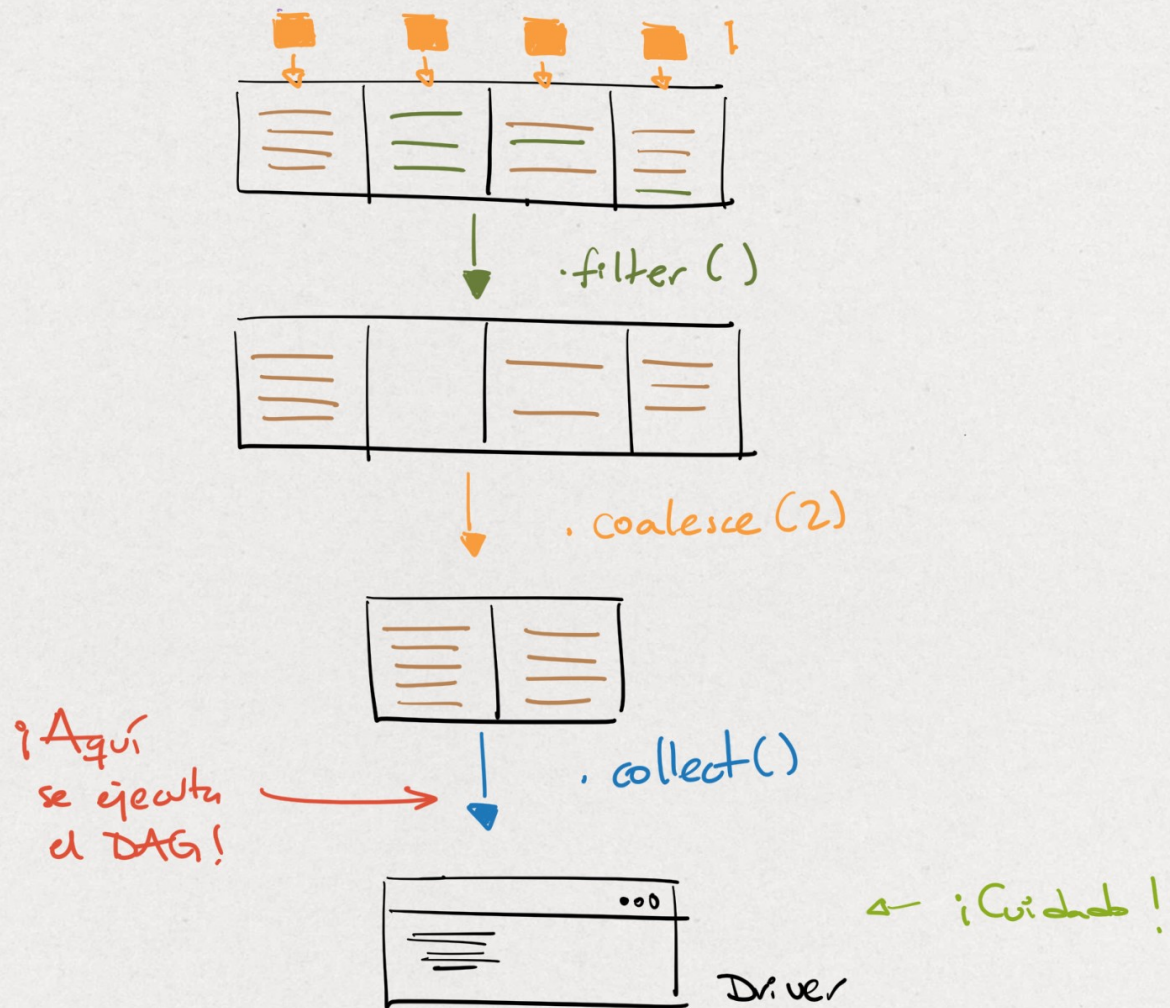 .filter()
.coalesce(2)
¡Aquí
se ejecuta
el DAG!
.collect()
¡Cuidado!
Driver